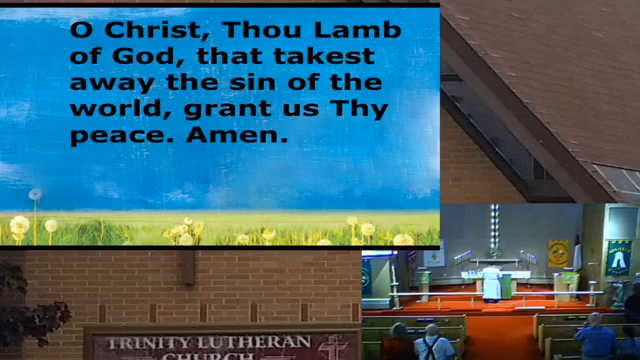 O Christ, Thou Lamb
of God, that takest
away the sin of the
world, grant us Thy
peace. Amen.
TRINITY LUTHERAN
CHURCH